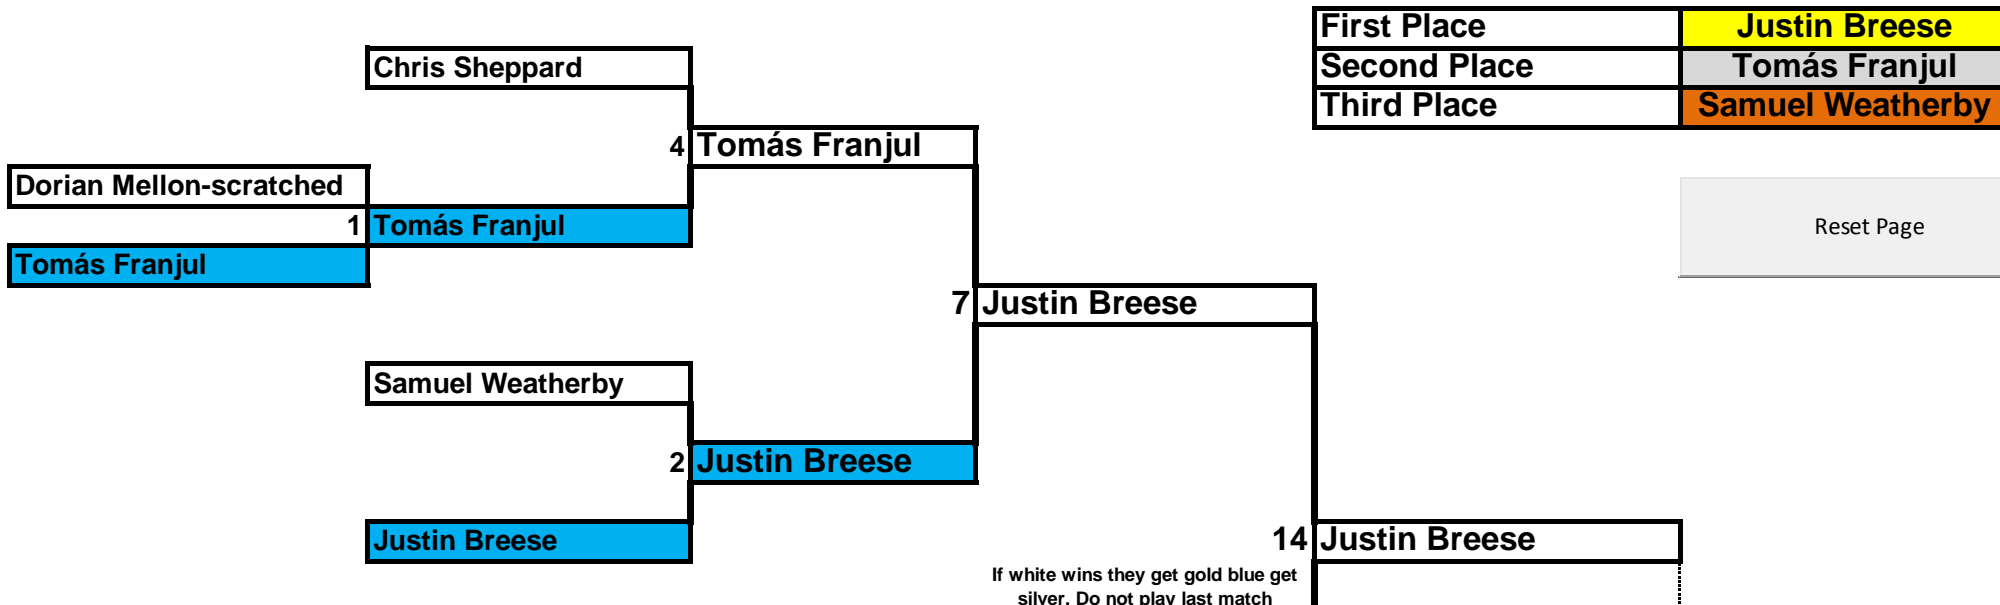 First Place Justin Breese
Chris Sheppard
Second Place Tomás Franjul
Third Place Samuel Weatherby
4 Tomás Franjul
Dorian Mellon-scratched
1 Tomás Franjul
Reset Page
Tomás Franjul
7 Justin Breese
Samuel Weatherby
2 Justin Breese
Justin Breese
14 Justin Breese
If white wins they get gold blue get
silver. Do not play last match